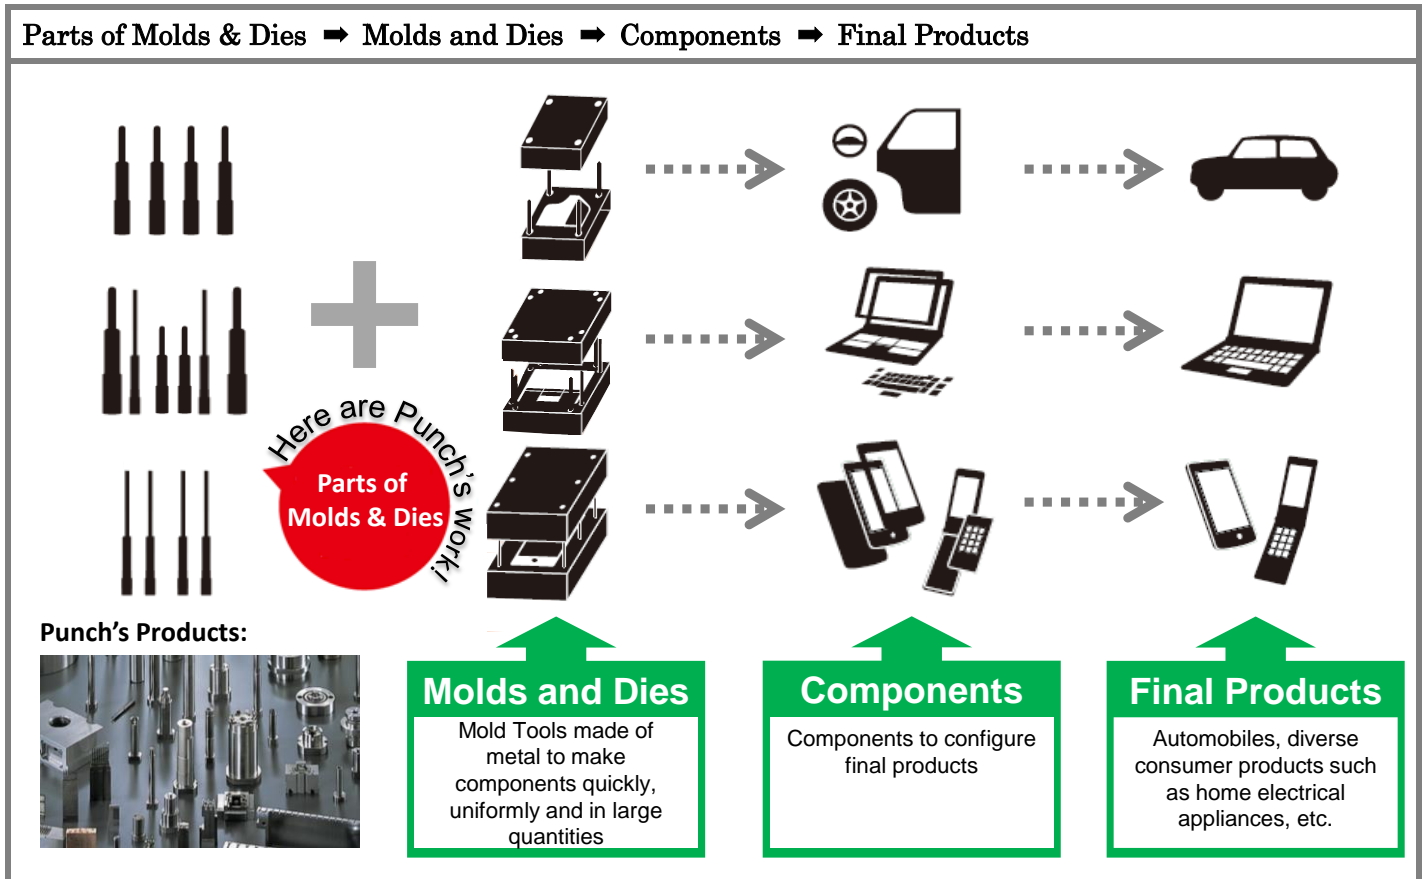 Parts of Molds & Dies ➡ Molds and Dies ➡ Components ➡ Final Products
Here are Punch's work!
Parts of
Molds & Dies
Punch’s Products:
Molds and Dies
Mold Tools made of
metal to make
components quickly,
uniformly and in large
quantities
Components
Components to configure
final products
Final Products
Automobiles, diverse
consumer products such
as home electrical
appliances, etc.